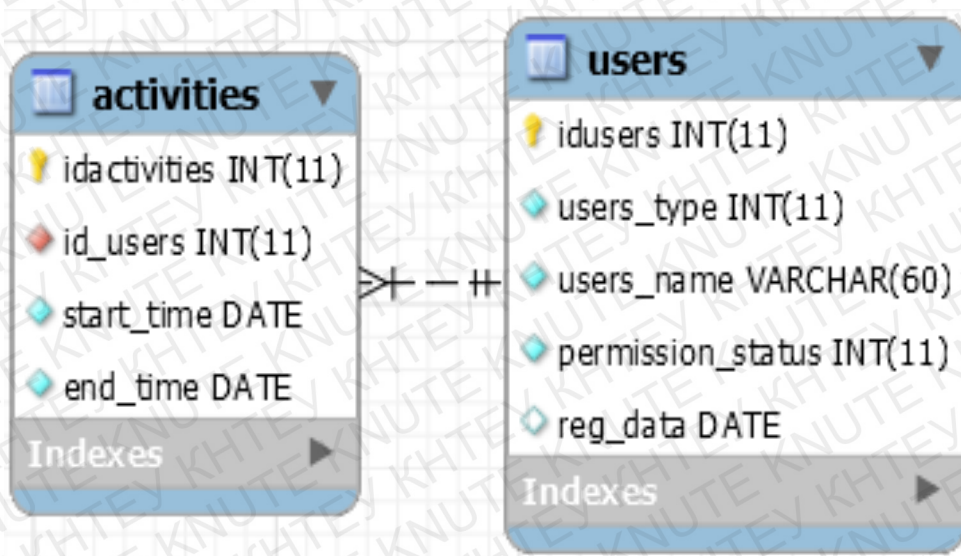 activities
idactivities INT(11)
id_users INT(11)
start_time DATE
end_time DATE
Indexes
users
idusers INT(11)
users_type INT(11)
users_name VARCHAR(60)
permission_status INT(11)
reg_data DATE
Indexes